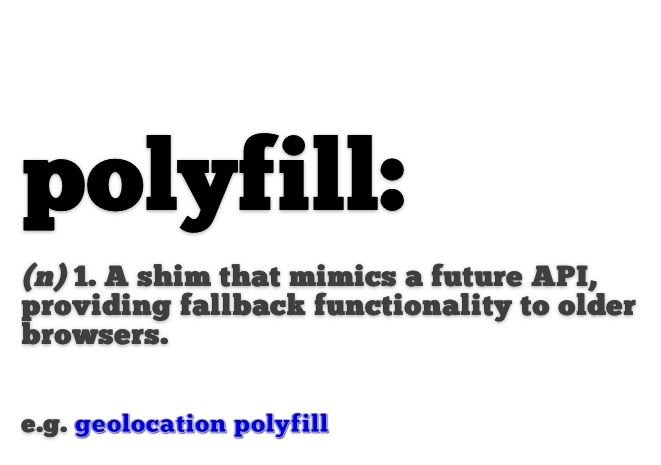 polyfill:
(n) 1. A shim that mimics a future API,
providing fallback functionality to older
browsers.
e.g. geolocation polyfill